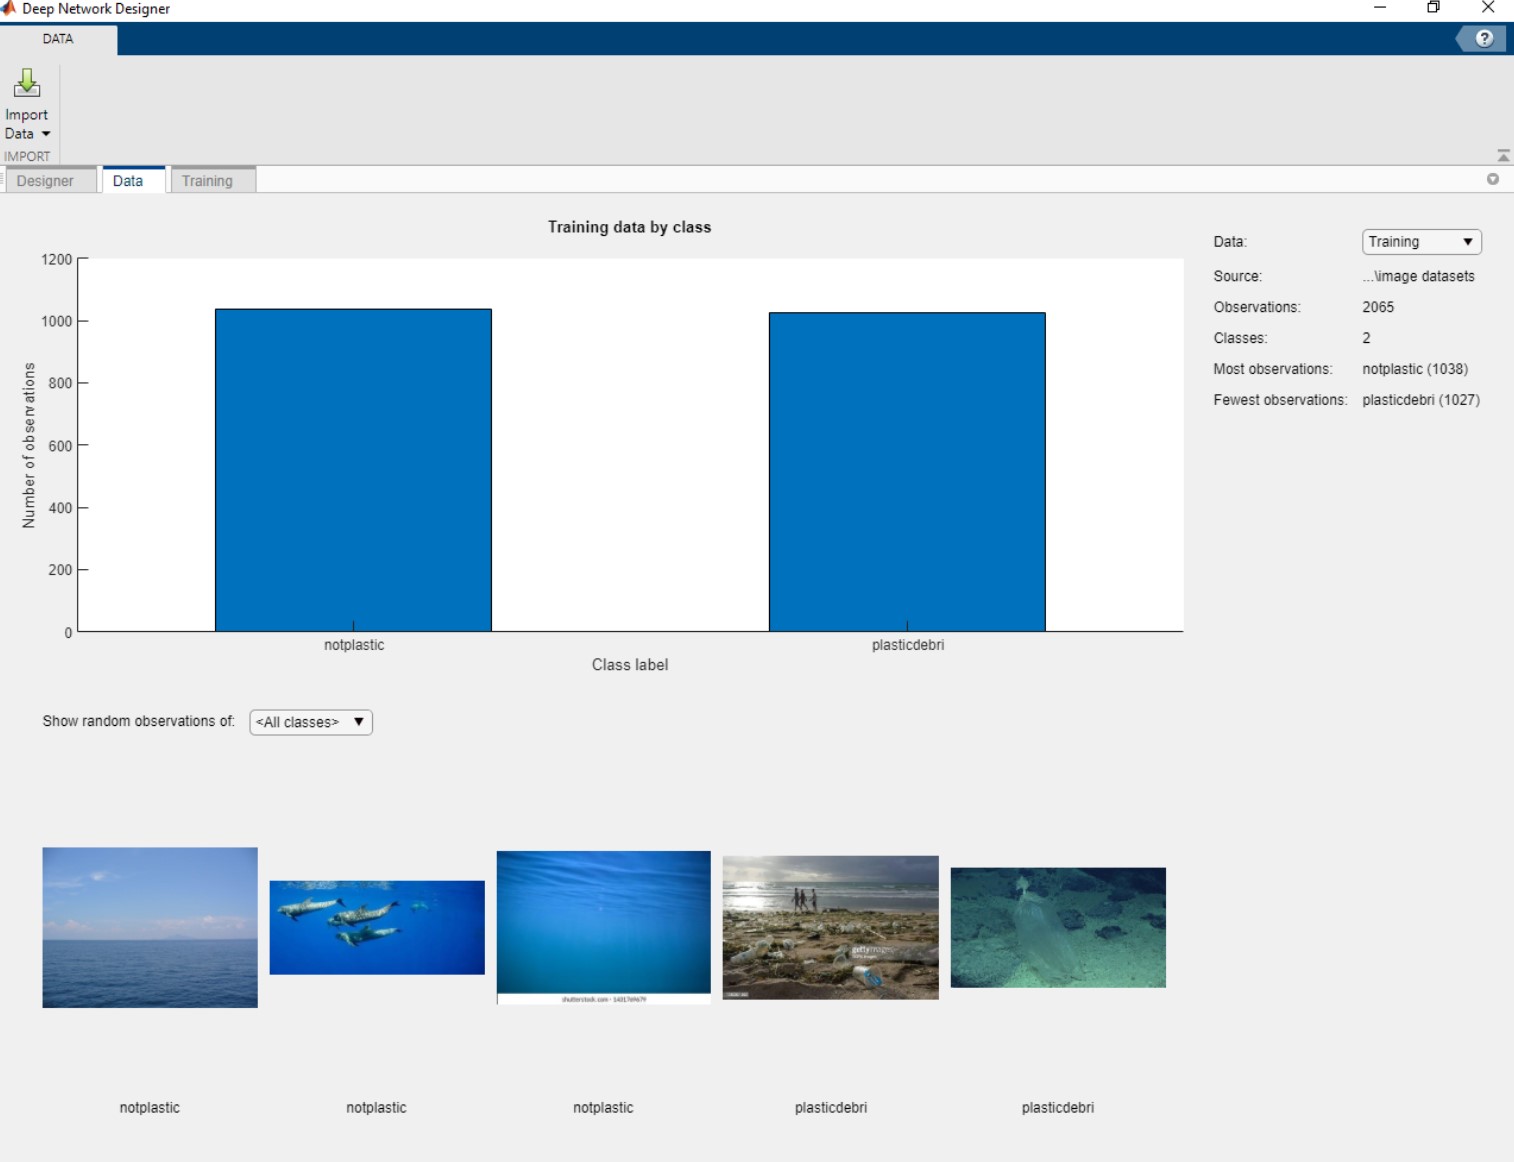 Deep Network Designer
DATA
?
Import
Data
IMPORT
Designer
Data
Training
Training data by class
1200
1000
800
600
400
200
0
Number of observations
notplastic
plasticdebri
Class label
Data: Training
Source: ...\image datasets
Observations: 2065
Classes: 2
Most observations: notplastic (1038)
Fewest observations: plasticdebri (1027)
Show random observations of: <All classes>
shutterstock.com · 1431769679
gettyimages
notplastic
notplastic
notplastic
plasticdebri
plasticdebri